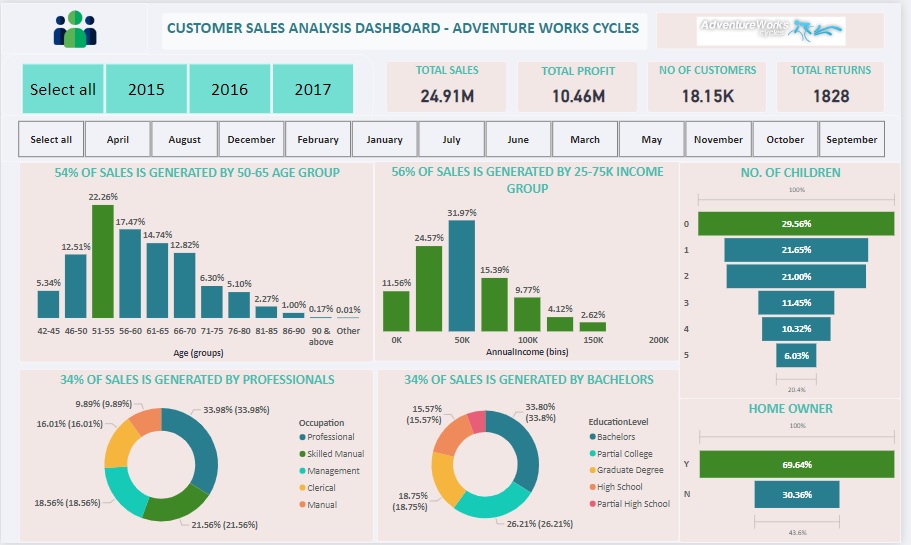 CUSTOMER SALES ANALYSIS DASHBOARD - ADVENTURE WORKS CYCLES
AdventureWorks
CYCLES
Select all
2015
2016
2017
TOTAL SALES
24.91M
TOTAL PROFIT
10.46M
NO OF CUSTOMERS
18.15K
TOTAL RETURNS
1828
Select all
April
August
December
February
January
July
June
March
May
November
October
September
54% OF SALES IS GENERATED BY 50-65 AGE GROUP
5.34%
12.51%
22.26%
17.47%
14.74%
12.82%
6.30%
5.10%
2.27%
1.00%
0.17%
0.01%
42-45
46-50
51-55
56-60
61-65
66-70
71-75
76-80
81-85
86-90
90 &
above
Other
Age (groups)
56% OF SALES IS GENERATED BY 25-75K INCOME
GROUP
11.56%
24.57%
31.97%
15.39%
9.77%
4.12%
2.62%
0K
50K
100K
150K
200K
AnnualIncome (bins)
NO. OF CHILDREN
100%
0
29.56%
1
21.65%
2
21.00%
3
11.45%
4
10.32%
5
6.03%
20.4%
34% OF SALES IS GENERATED BY PROFESSIONALS
9.89% (9.89%)
33.98% (33.98%)
16.01% (16.01%)
18.56% (18.56%)
21.56% (21.56%)
Occupation
Professional
Skilled Manual
Management
Clerical
Manual
34% OF SALES IS GENERATED BY BACHELORS
15.57%
(15.57%)
33.80%
(33.8%)
18.75%
(18.75%)
26.21% (26.21%)
EducationLevel
Bachelors
Partial College
Graduate Degree
High School
Partial High School
HOME OWNER
100%
Y
69.64%
N
30.36%
43.6%